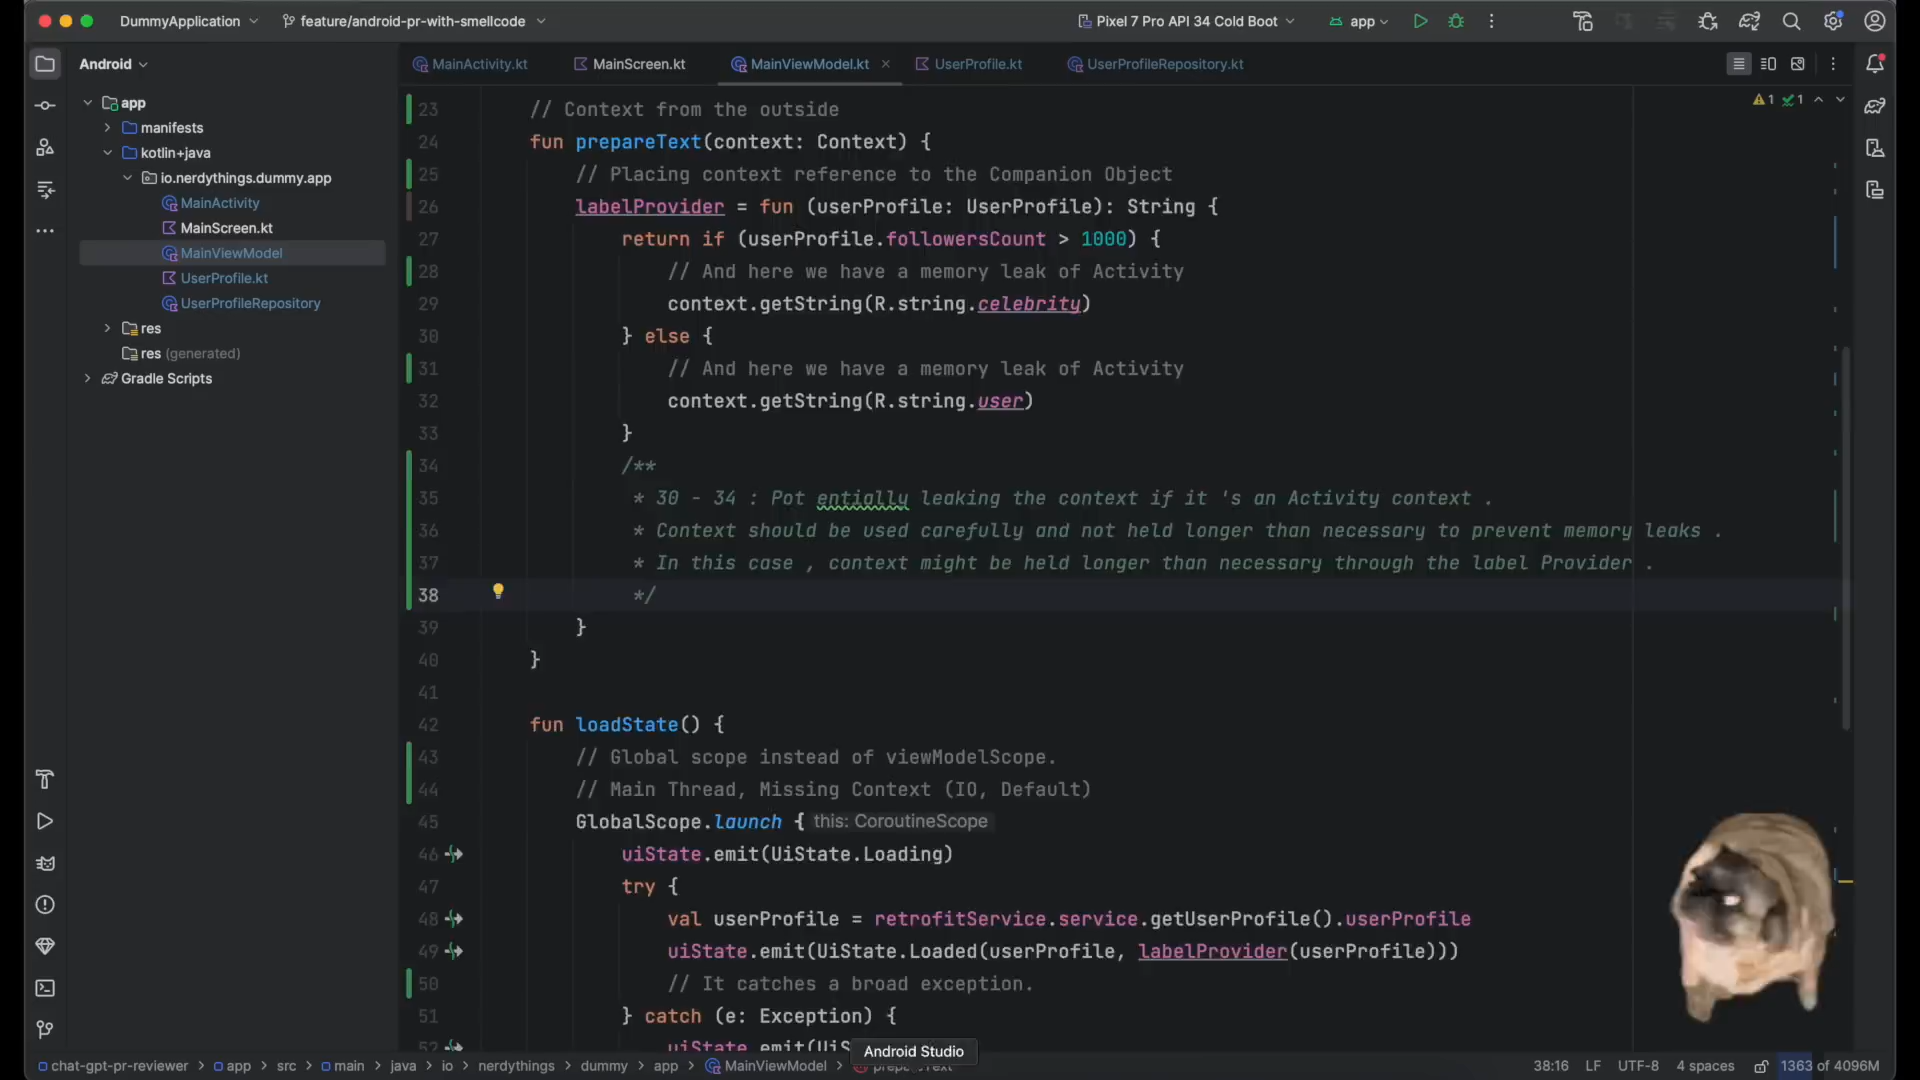 DummyApplication
feature/android-pr-with-smellcode
Pixel 7 Pro API 34 Cold Boot
app
Android
MainActivity.kt
MainScreen.kt
MainViewModel.kt
UserProfile.kt
UserProfileRepository.kt
app
manifests
kotlin+java
io.nerdythings.dummy.app
MainActivity
MainScreen.kt
MainViewModel
UserProfile.kt
UserProfileRepository
res
res (generated)
Gradle Scripts
1
1
23 // Context from the outside
24 fun prepareText(context: Context) {
25 // Placing context reference to the Companion Object
26 labelProvider = fun (userProfile: UserProfile): String {
27 return if (userProfile.followersCount > 1000) {
28 // And here we have a memory leak of Activity
29 context.getString(R.string.celebrity)
30 } else {
31 // And here we have a memory leak of Activity
32 context.getString(R.string.user)
33 }
34 /**
35 * 30 - 34 : Pot entially leaking the context if it 's an Activity context .
36 * Context should be used carefully and not held longer than necessary to prevent memory leaks .
37 * In this case , context might be held longer than necessary through the label Provider .
38 */
39 }
40 }
41
42 fun loadState() {
43 // Global scope instead of viewModelScope.
44 // Main Thread, Missing Context (IO, Default)
45 GlobalScope.launch { this: CoroutineScope
46 uiState.emit(UiState.Loading)
47 try {
48 val userProfile = retrofitService.service.getUserProfile().userProfile
49 uiState.emit(UiState.Loaded(userProfile, labelProvider(userProfile)))
50 // It catches a broad exception.
51 } catch (e: Exception) {
52 uiState.emit(UiS
Android Studio
chat-gpt-pr-reviewer > app > src > main > java > io > nerdythings > dummy > app > MainViewModel > prepareText
38:16 LF UTF-8 4 spaces 1363 of 4096M